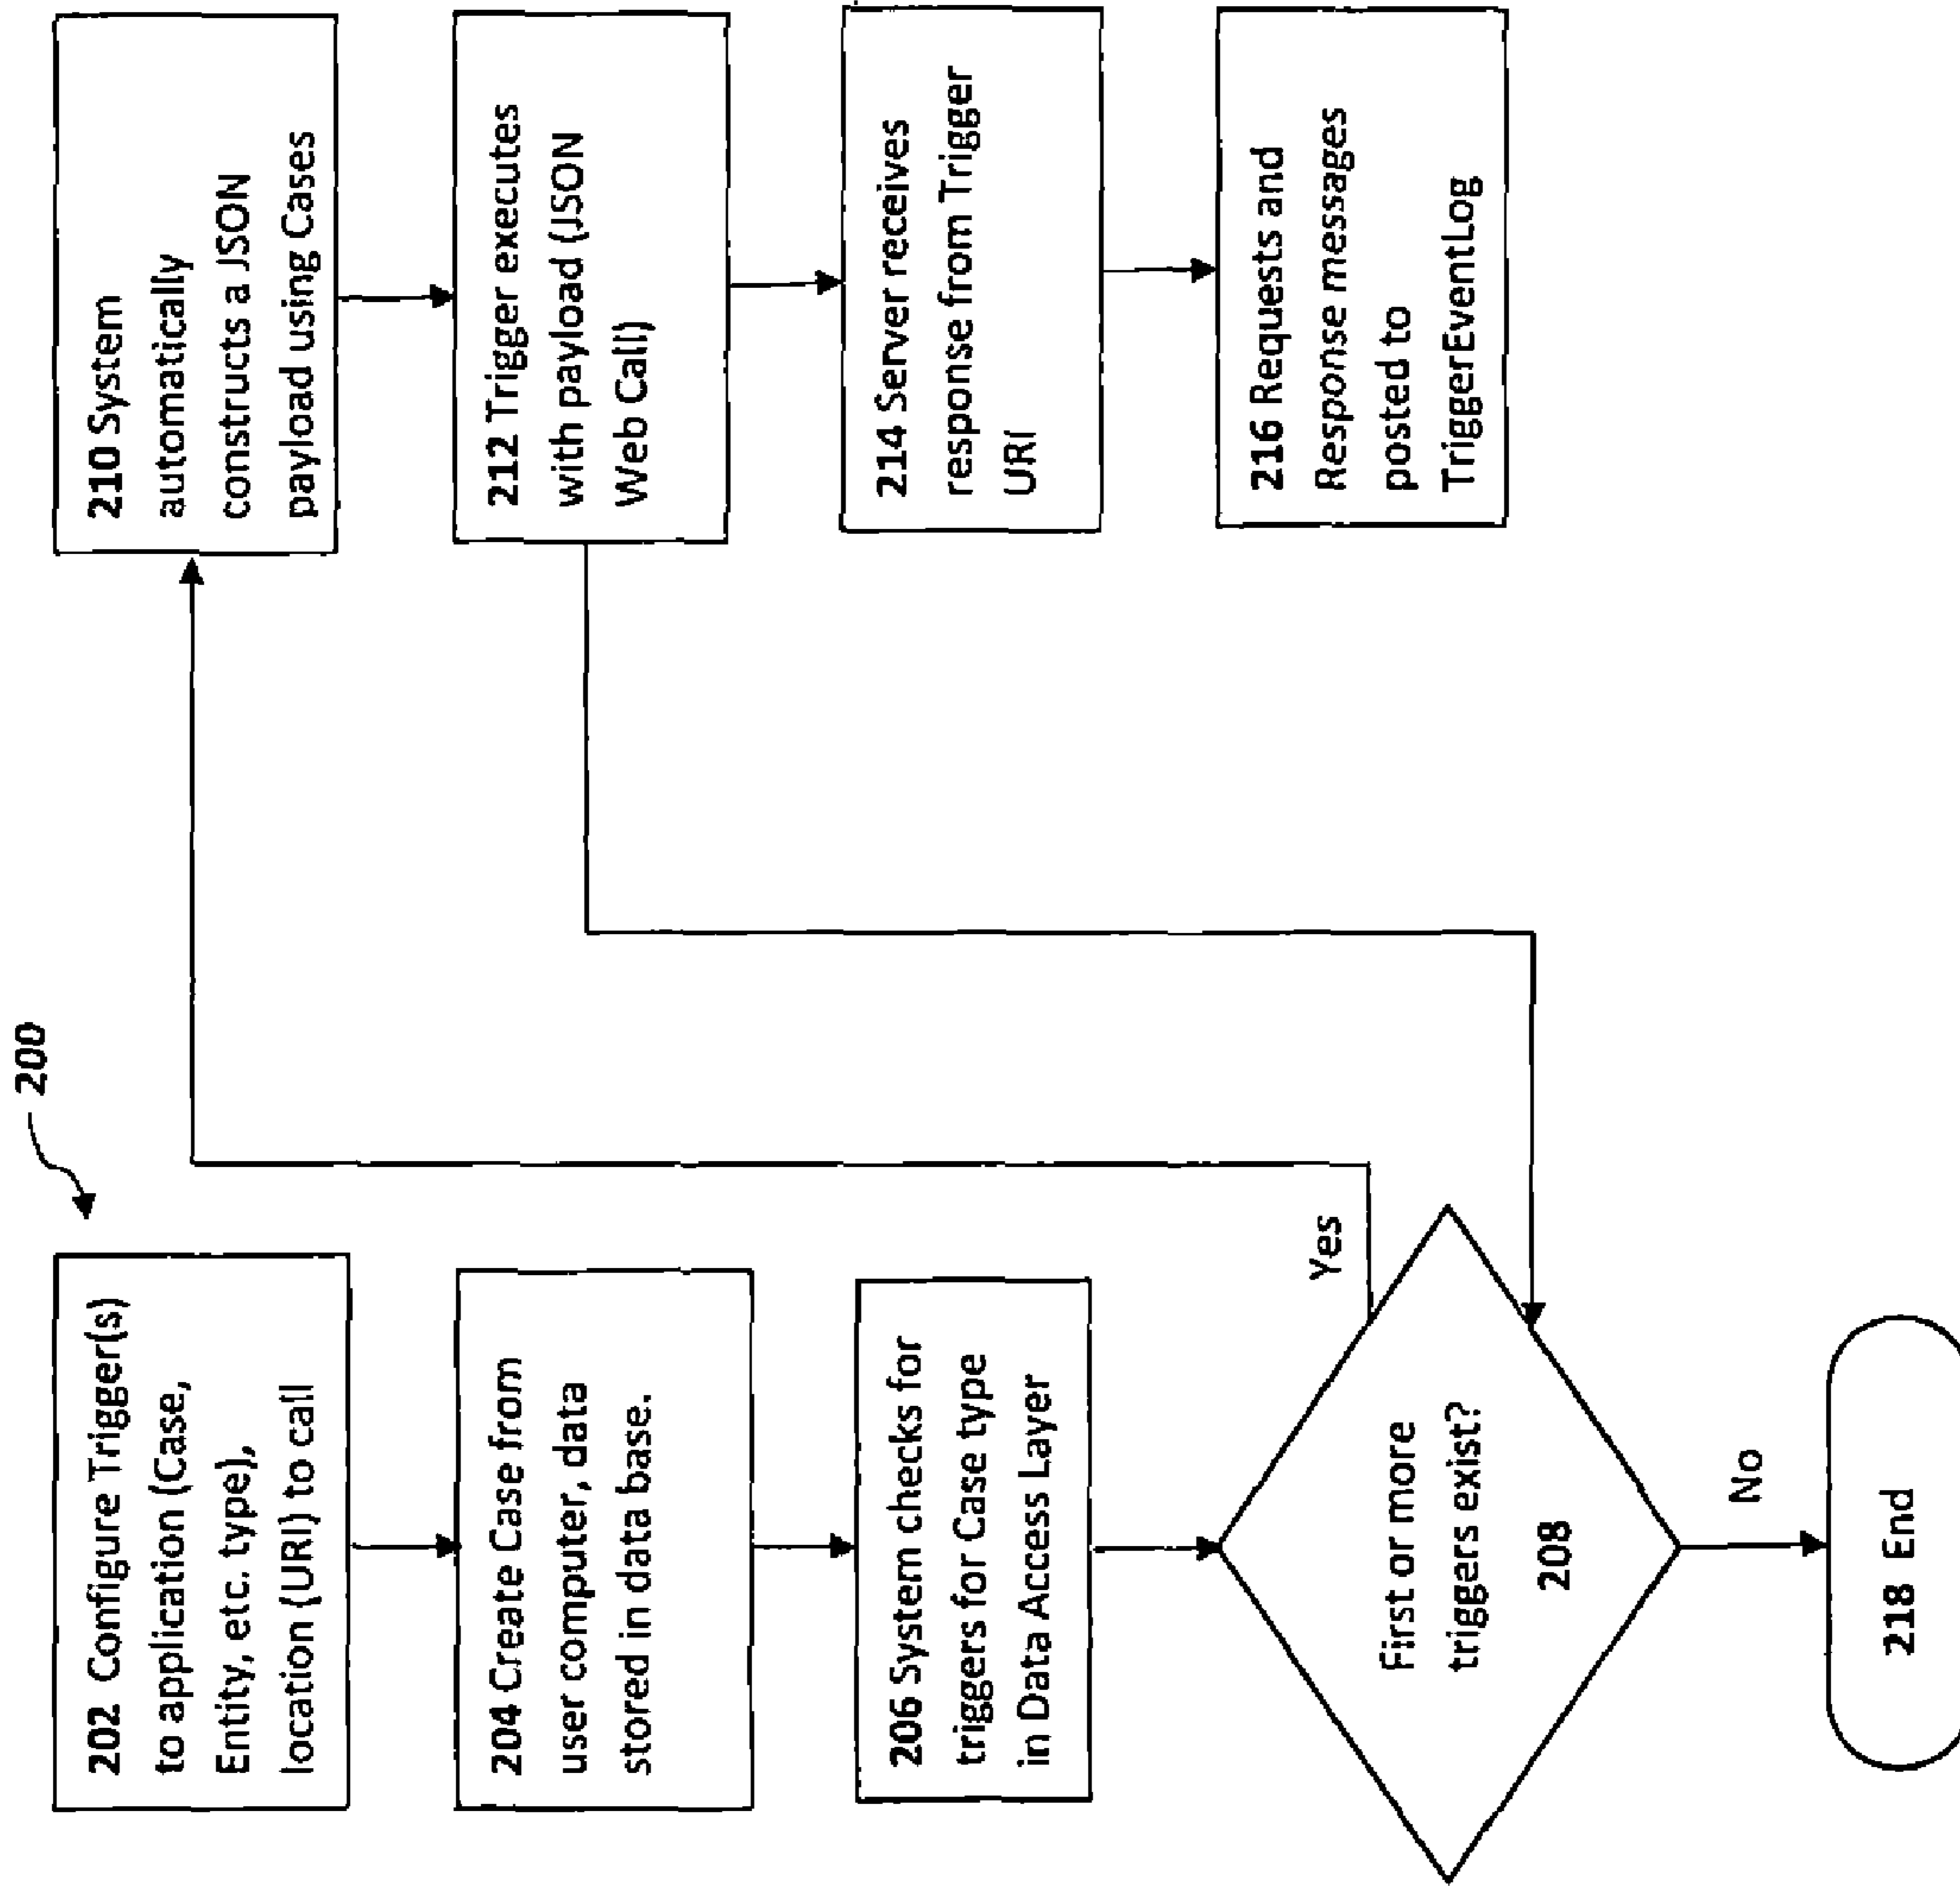 200
202 Configure Trigger(s)
to application (Case,
Entity, etc. type),
location (URI) to call
204 Create Case from
user computer, data
stored in data base.
206 System checks for
triggers for Case type
in Data Access Layer
First or more
triggers exist?
208
Yes
No
218 End
210 System
automatically
constructs a JSON
payload using Cases
212 Trigger executes
with payload (JSON
Web Call)
214 Server receives
response from Trigger
URI
216 Requests and
Response messages
posted to
TriggerEventLog